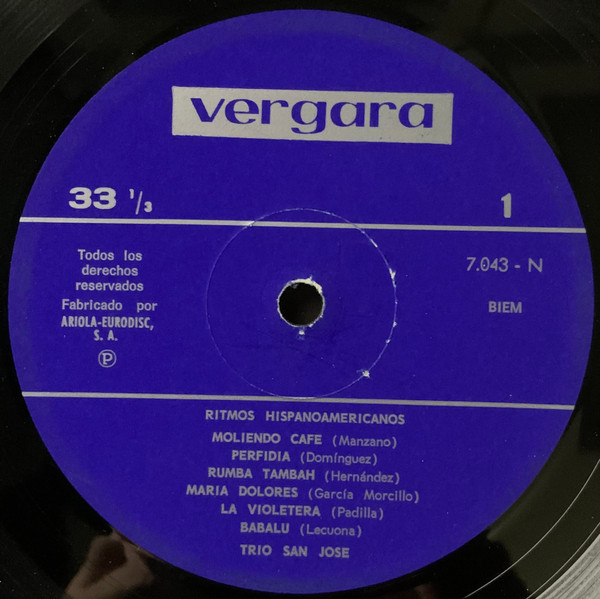 vergara
33 1/3
1
Todos los
derechos
reservados
Fabricado por
ARIOLA-EURODISC,
S. A.
Ⓟ
7.043 - N
BIEM
RITMOS HISPANOAMERICANOS
MOLIENDO CAFE (Manzano)
PERFIDIA (Domínguez)
RUMBA TAMBAH (Hernández)
MARIA DOLORES (García Morcillo)
LA VIOLETERA (Padilla)
BABALU (Lecuona)
TRIO SAN JOSE